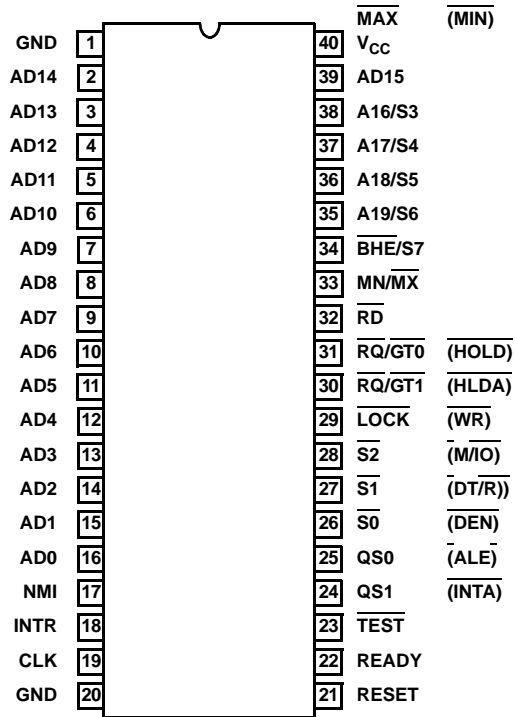 MAX (MIN)
GND 1 40 VCC
AD14 2 39 AD15
AD13 3 38 A16/S3
AD12 4 37 A17/S4
AD11 5 36 A18/S5
AD10 6 35 A19/S6
AD9 7 34 BHE/S7
AD8 8 33 MN/MX
AD7 9 32 RD
AD6 10 31 RQ/GT0 (HOLD)
AD5 11 30 RQ/GT1 (HLDA)
AD4 12 29 LOCK (WR)
AD3 13 28 S2 (M/IO)
AD2 14 27 S1 (DT/R))
AD1 15 26 S0 (DEN)
AD0 16 25 QS0 (ALE)
NMI 17 24 QS1 (INTA)
INTR 18 23 TEST
CLK 19 22 READY
GND 20 21 RESET